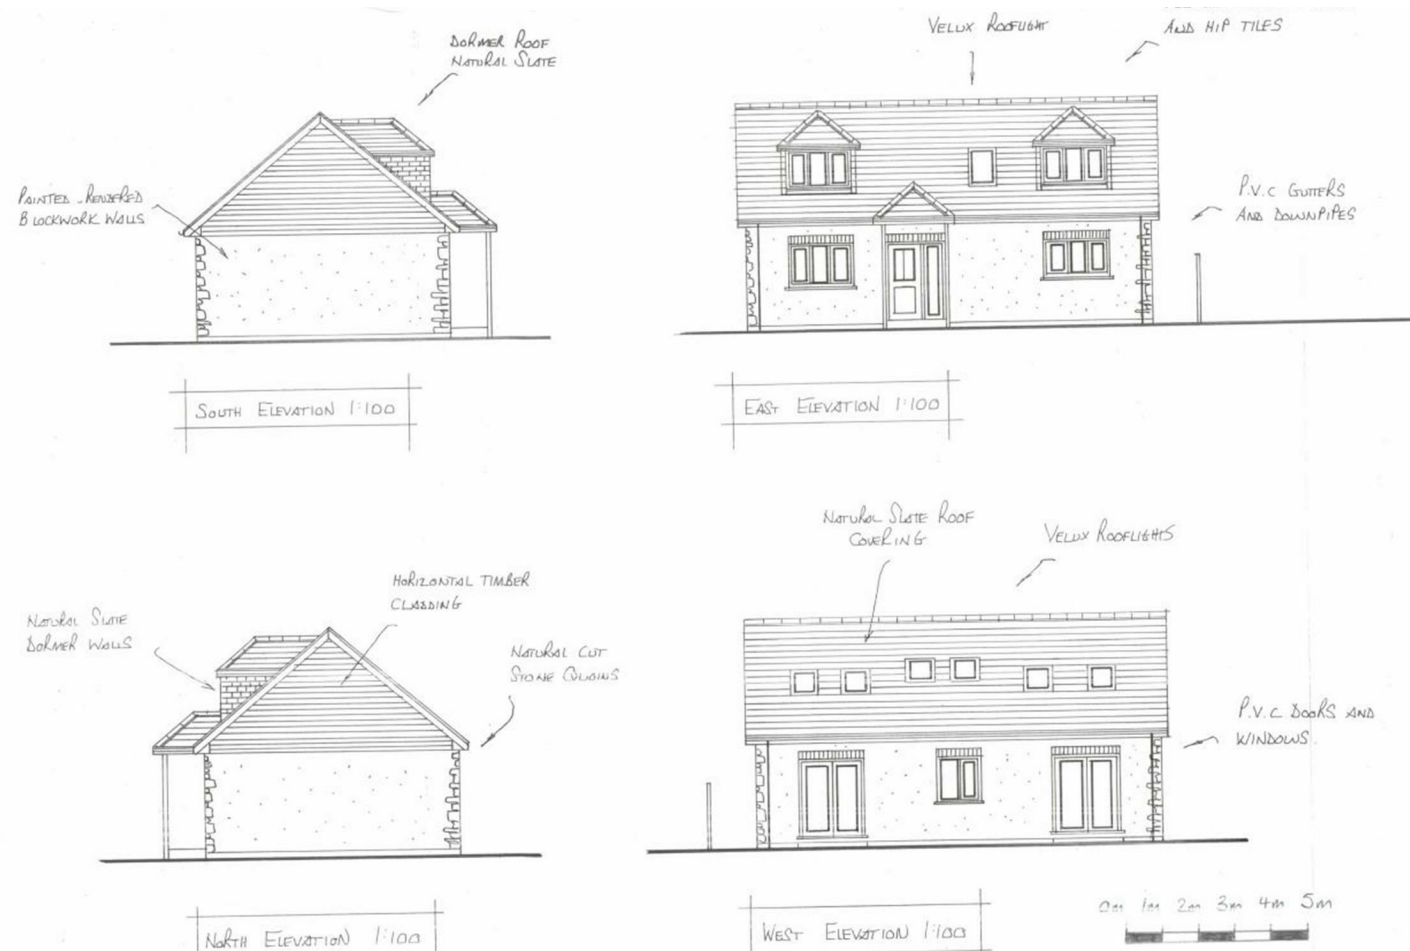 DORMER ROOF
NATURAL SLATE
VELUX ROOFLIGHT
AND HIP TILES
PAINTED RENDERED
BLOCKWORK WALLS
P.V.C GUTTERS
AND DOWNPIPES
SOUTH ELEVATION 1:100
EAST ELEVATION 1:100
NATURAL SLATE ROOF
COVERING
VELUX ROOFLIGHTS
HORIZONTAL TIMBER
CLADDING
NATURAL SLATE
DORMER WALLS
NATURAL CUT
STONE QUOINS
P.V.C DOORS AND
WINDOWS
NORTH ELEVATION 1:100
WEST ELEVATION 1:100
0m 1m 2m 3m 4m 5m